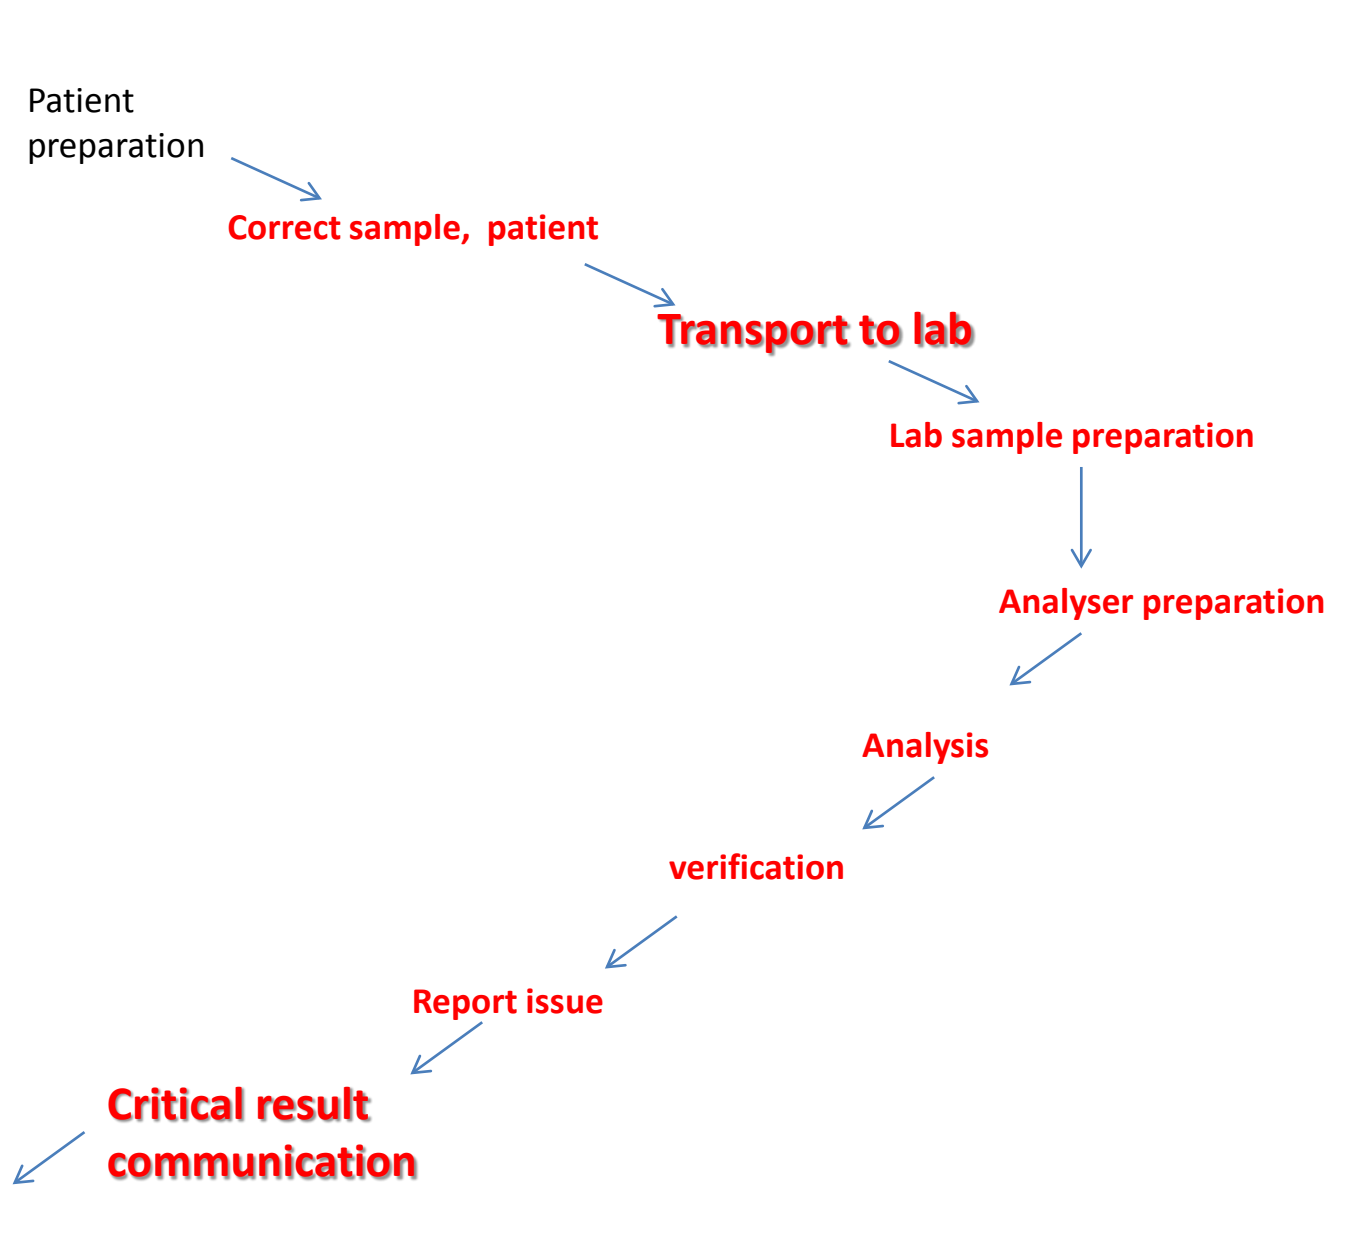 Patient
preparation
Correct sample,  patient
Transport to lab
Lab sample preparation
Analyser preparation
Analysis
verification
Report issue
Critical result
communication